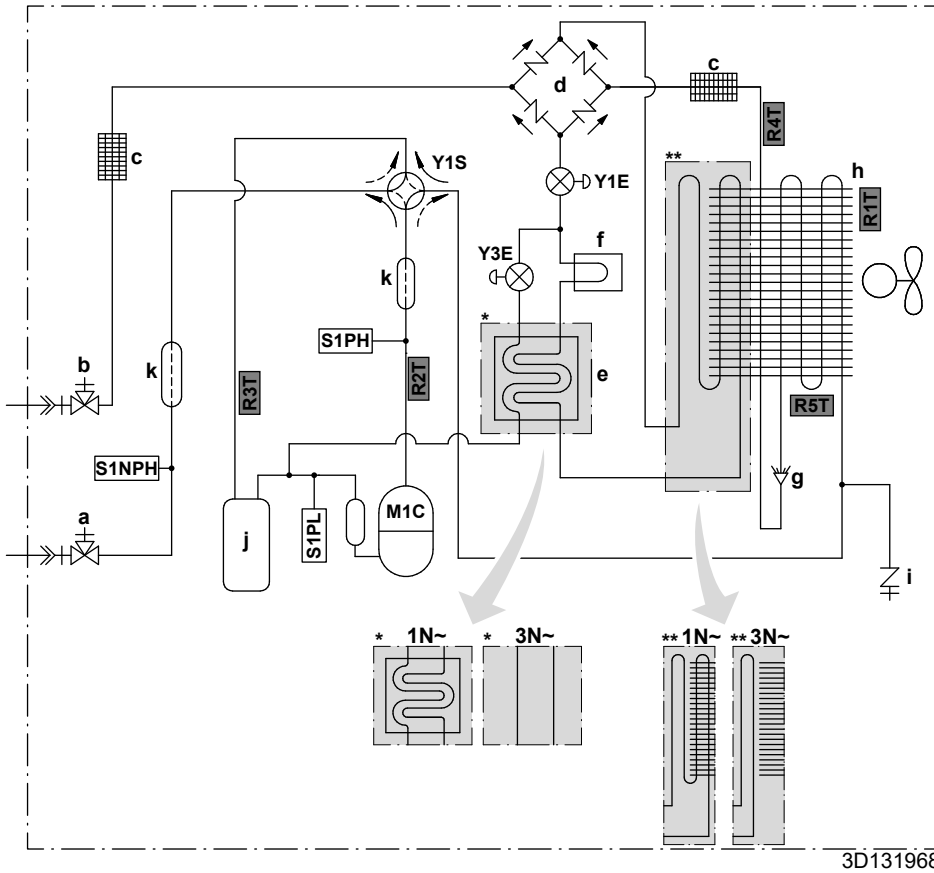 c
d
c
R4T
Y1S
**
h
R1T
Y1E
f
Y3E
k
S1PH
*
e
k
b
R3T
R2T
R5T
S1NPH
g
a
M1C
j
S1PL
i
* 1N~
* 3N~
** 1N~
** 3N~
3D131968